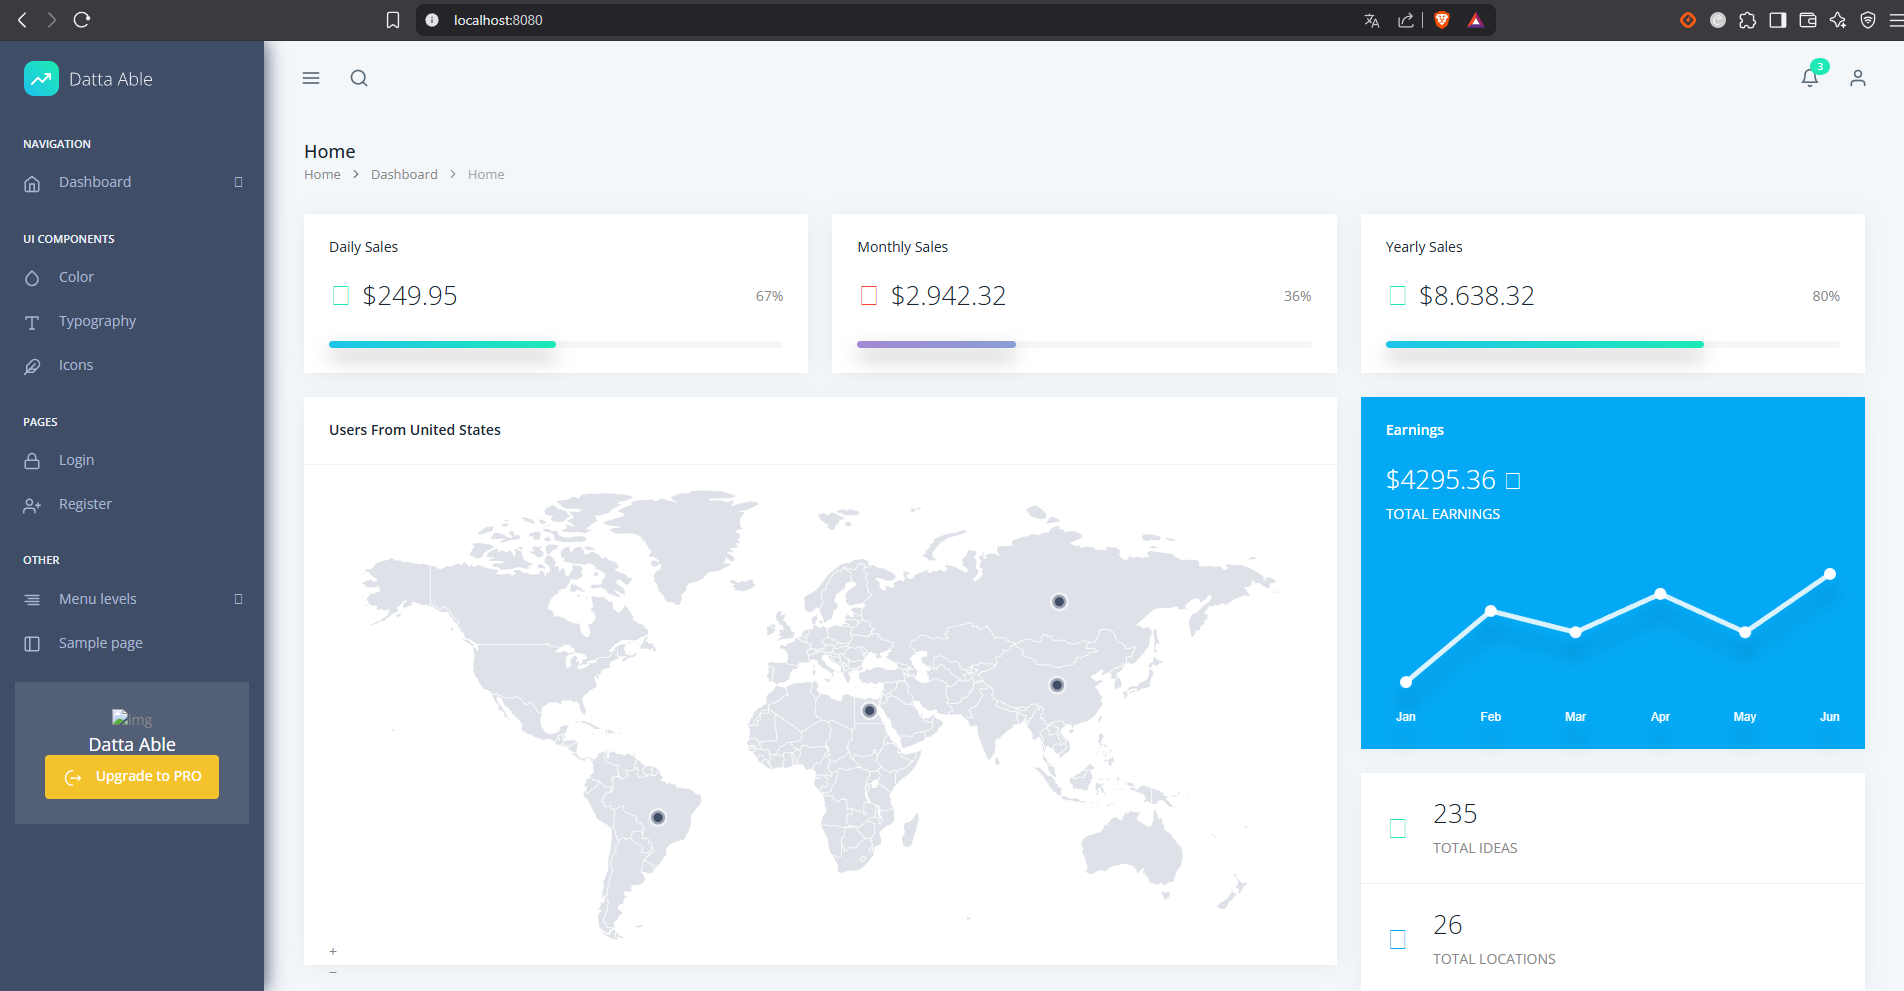 localhost:8080
Datta Able
3
NAVIGATION
Dashboard
UI COMPONENTS
Color
Typography
Icons
PAGES
Login
Register
OTHER
Menu levels
Sample page
img
Datta Able
Upgrade to PRO
Home
Home > Dashboard > Home
Daily Sales
$249.95
67%
Monthly Sales
$2.942.32
36%
Yearly Sales
$8.638.32
80%
Users From United States
+
−
Earnings
$4295.36
TOTAL EARNINGS
Jan Feb Mar Apr May Jun
235
TOTAL IDEAS
26
TOTAL LOCATIONS